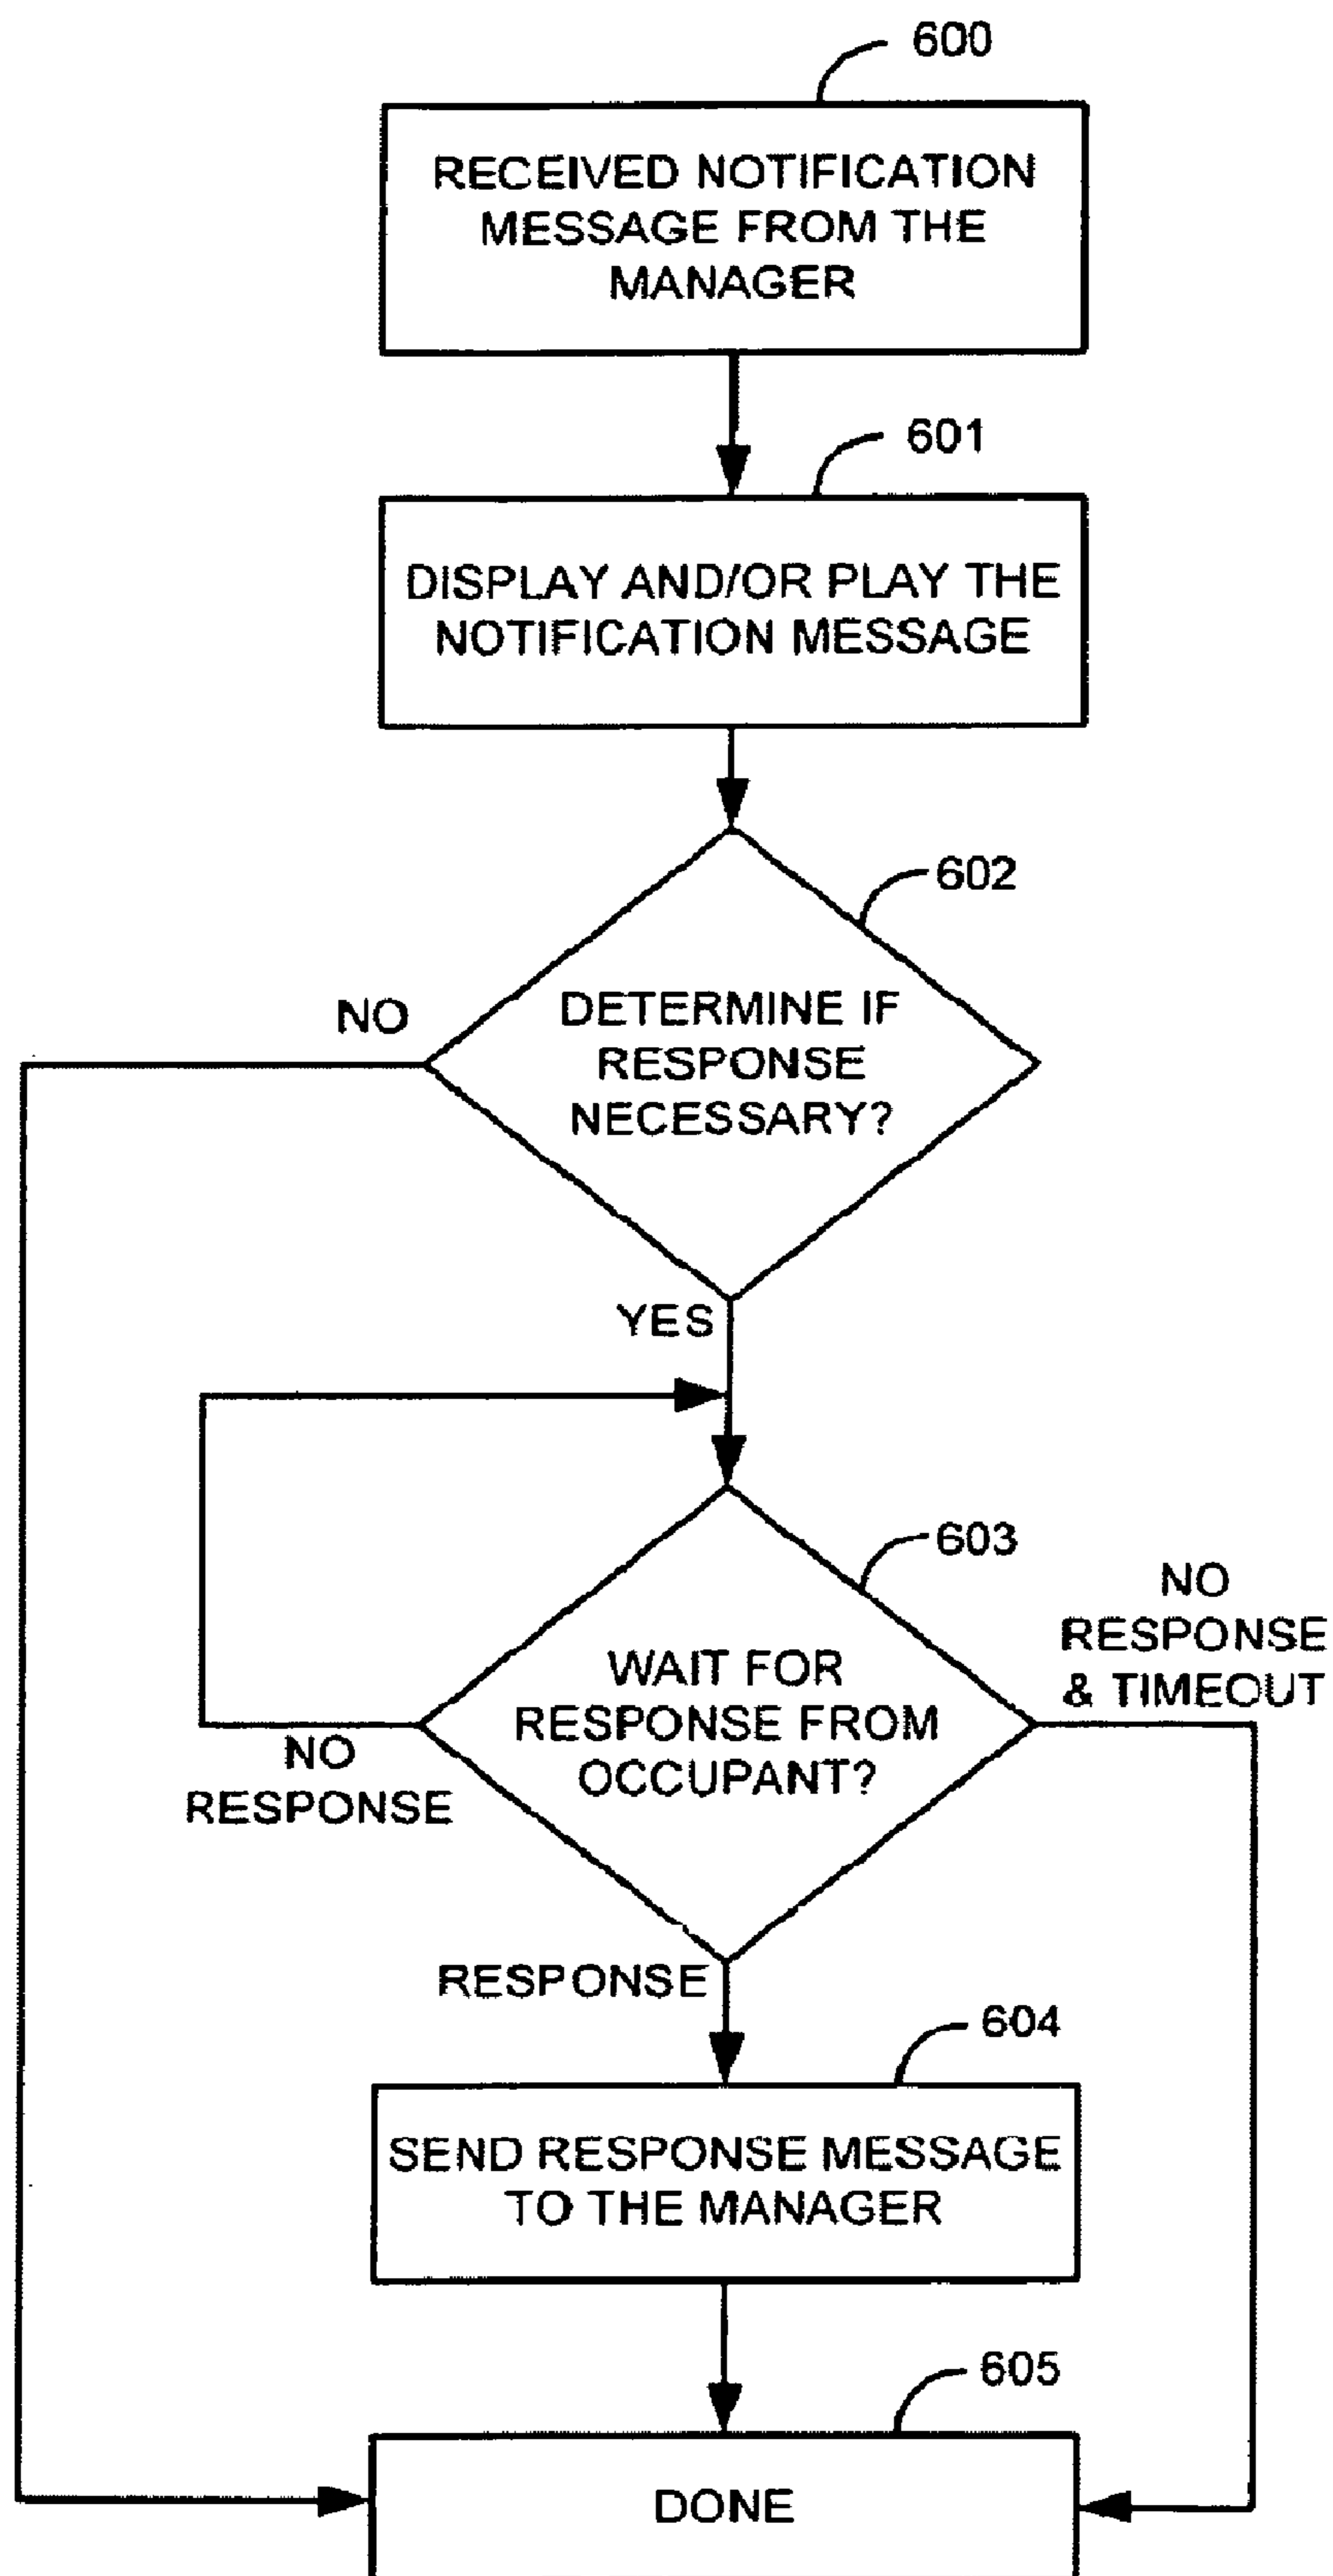 600
RECEIVED NOTIFICATION
MESSAGE FROM THE
MANAGER
601
DISPLAY AND/OR PLAY THE
NOTIFICATION MESSAGE
602
NO
DETERMINE IF
RESPONSE
NECESSARY?
YES
603
NO
RESPONSE
& TIMEOUT
WAIT FOR
RESPONSE FROM
OCCUPANT?
NO
RESPONSE
RESPONSE
604
SEND RESPONSE MESSAGE
TO THE MANAGER
605
DONE